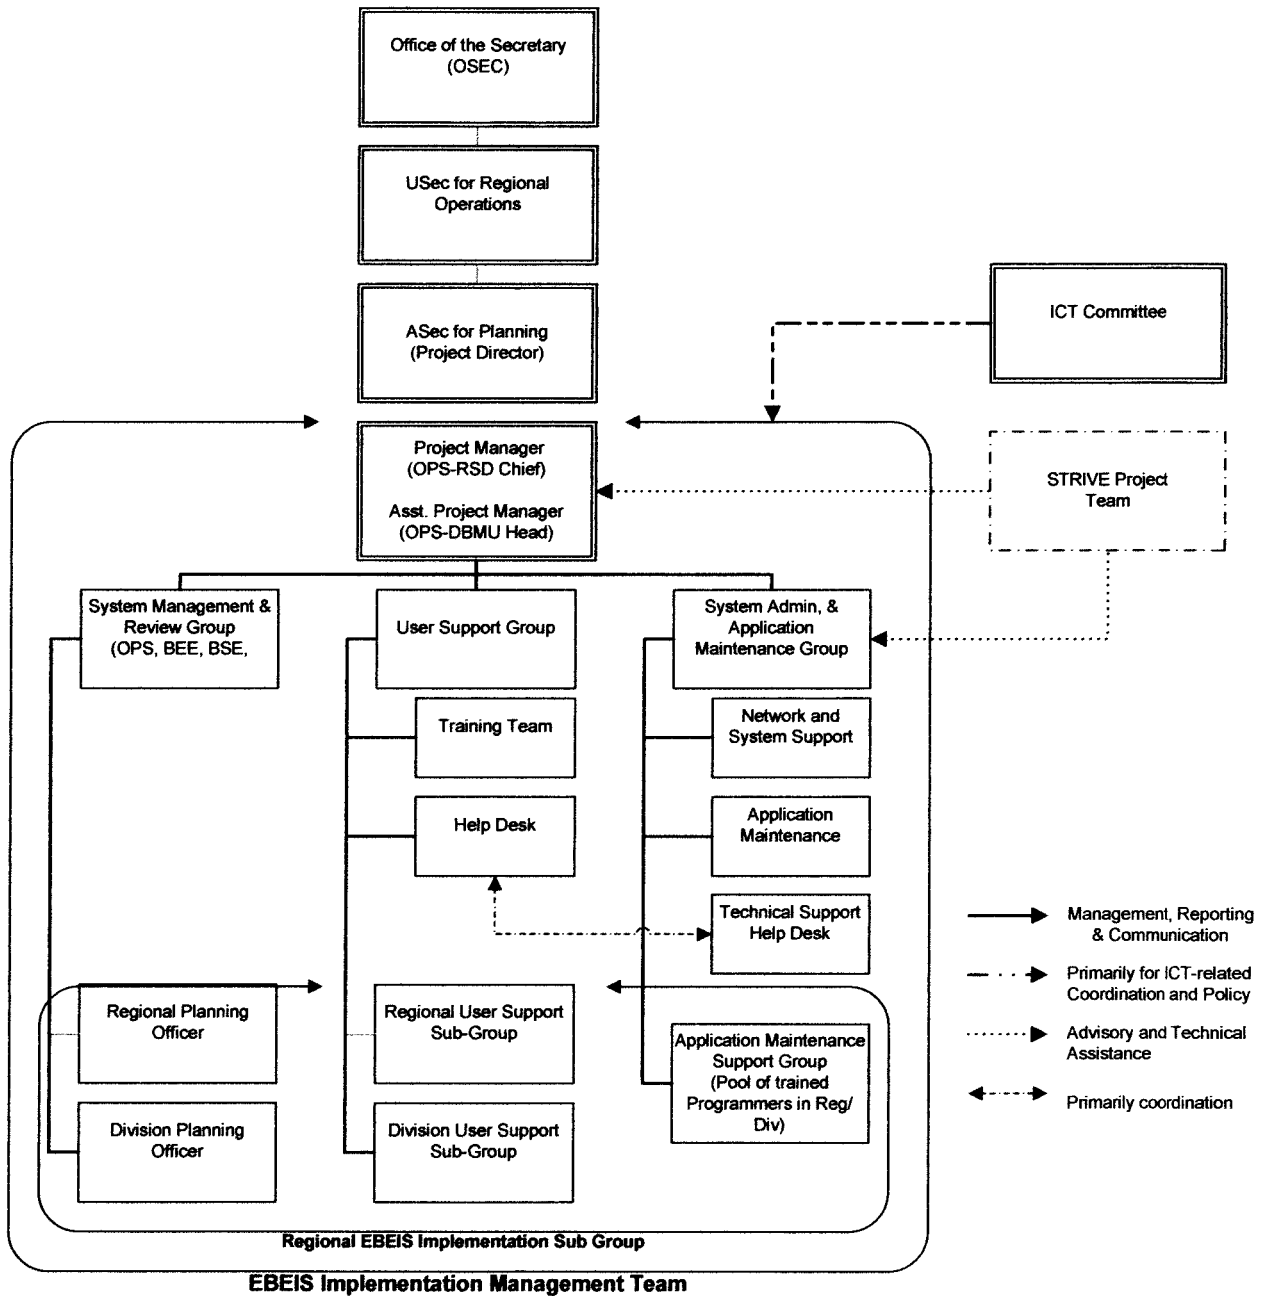 Office of the Secretary
(OSEC)
USec for Regional
Operations
ASec for Planning
(Project Director)
ICT Committee
Project Manager
(OPS-RSD Chief)
Asst. Project Manager
(OPS-DBMU Head)
STRIVE Project
Team
System Management &
Review Group
(OPS, BEE, BSE,
User Support Group
System Admin, &
Application
Maintenance Group
Training Team
Network and
System Support
Help Desk
Application
Maintenance
Technical Support
Help Desk
Management, Reporting
& Communication
Primarily for ICT-related
Coordination and Policy
Advisory and Technical
Assistance
Primarily coordination
Regional Planning
Officer
Regional User Support
Sub-Group
Application Maintenance
Support Group
(Pool of trained
Programmers in Reg/
Div)
Division Planning
Officer
Division User Support
Sub-Group
Regional EBEIS Implementation Sub Group
EBEIS Implementation Management Team